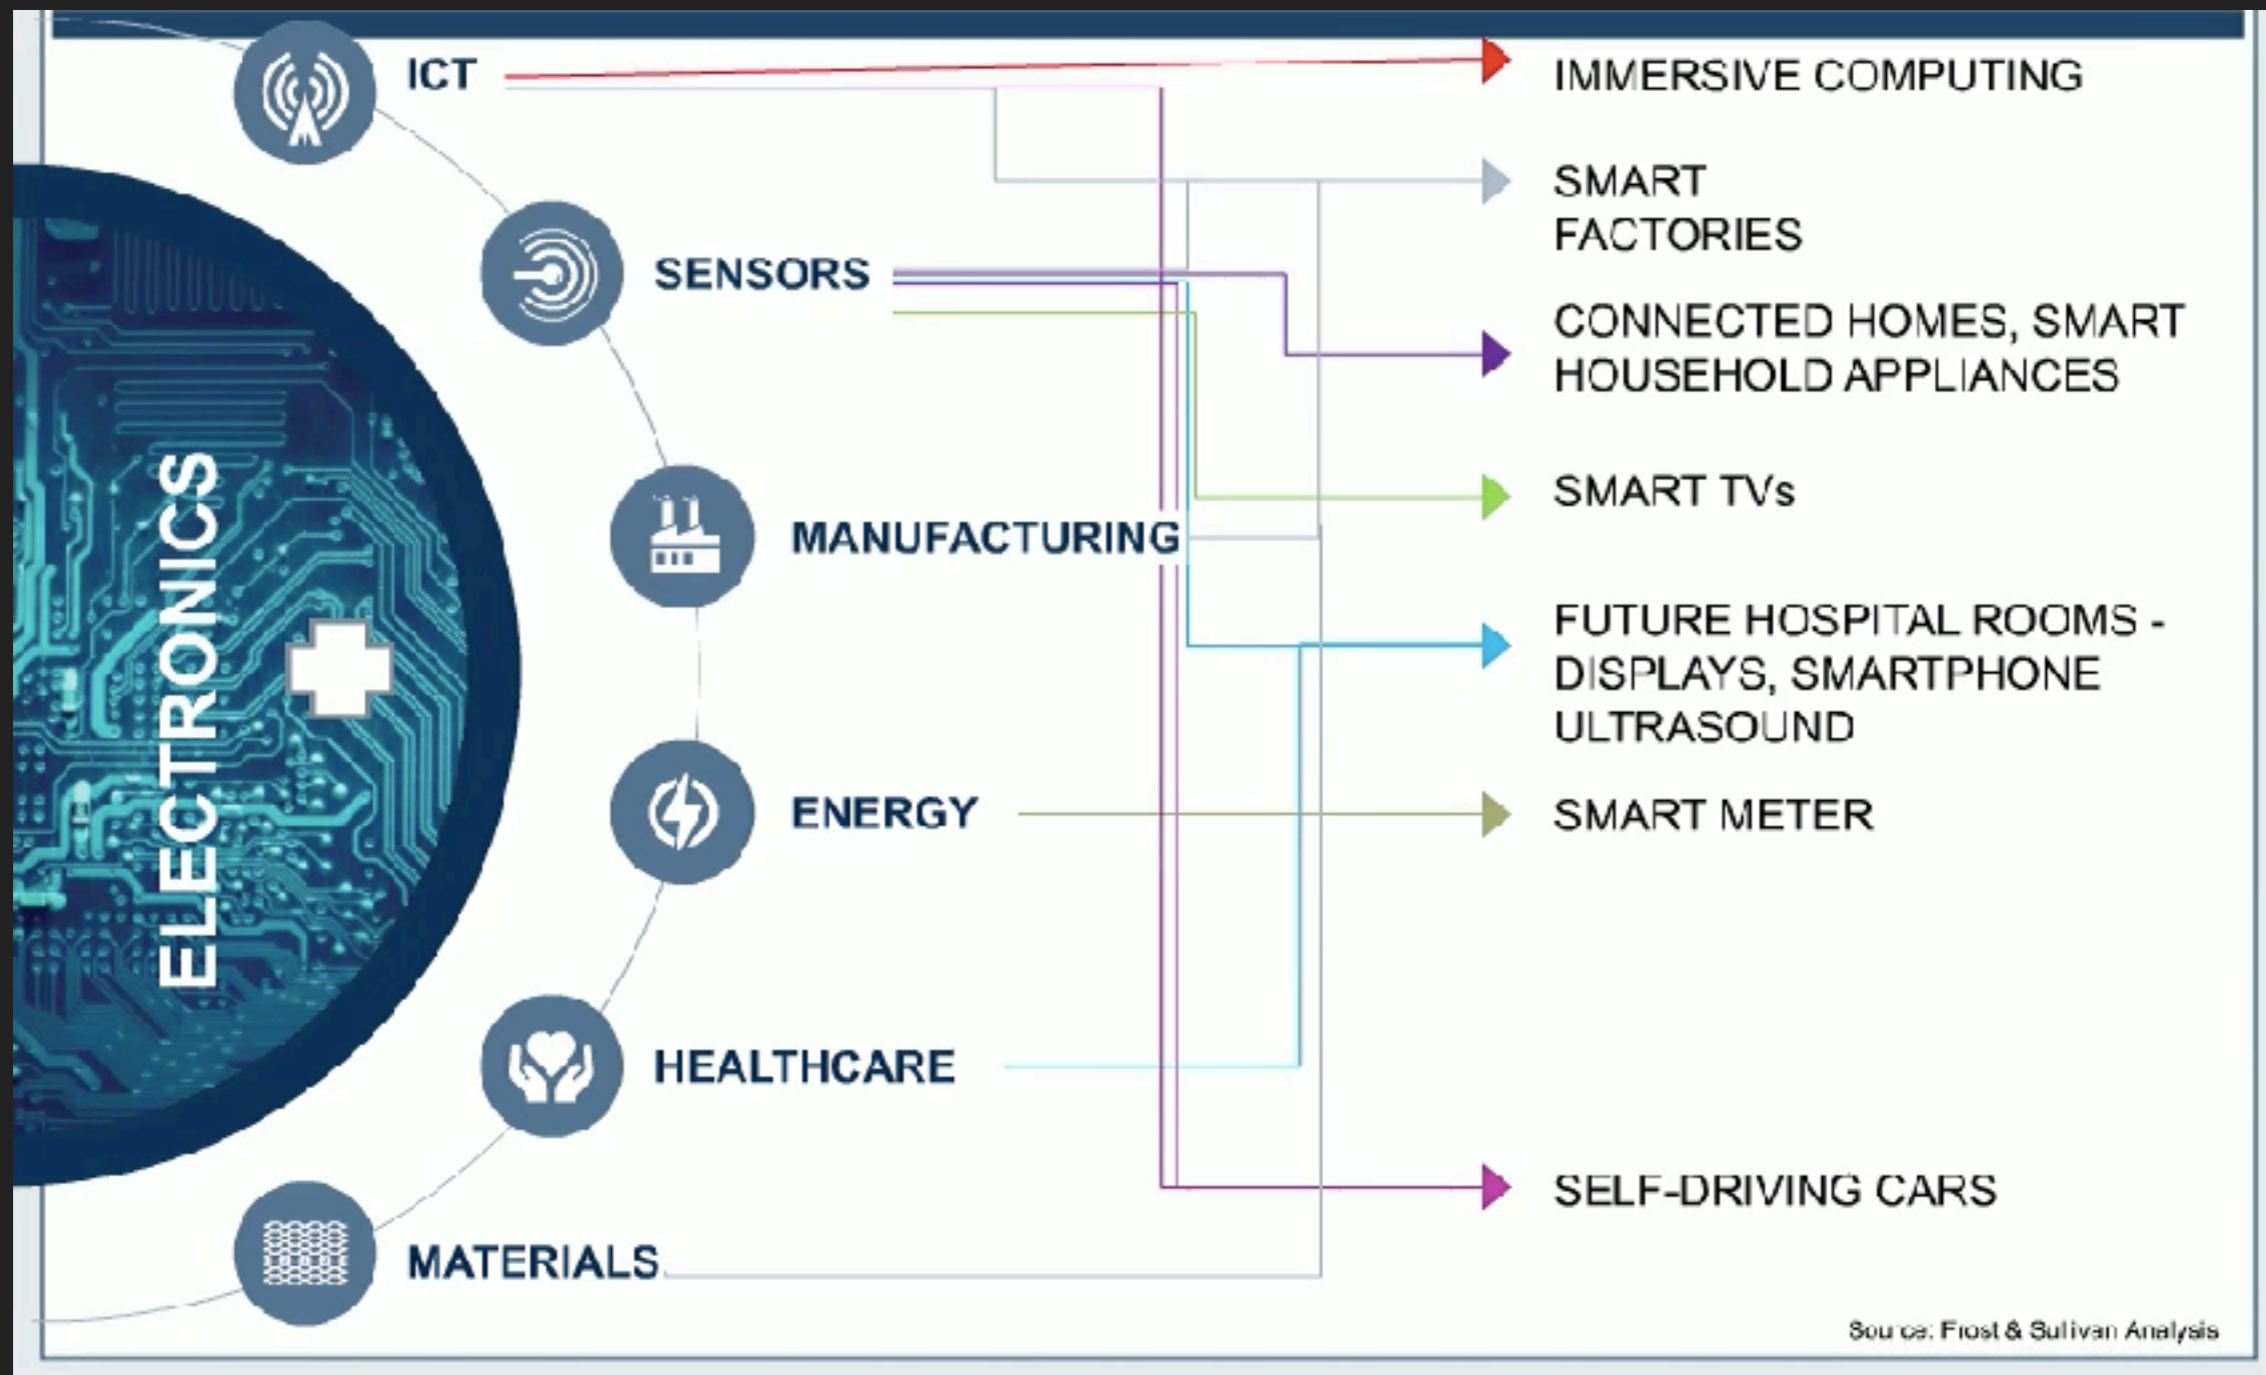 ICT
IMMERSIVE COMPUTING
SMART
FACTORIES
SENSORS
CONNECTED HOMES, SMART
HOUSEHOLD APPLIANCES
SMART TVs
MANUFACTURING
ELECTRONICS
FUTURE HOSPITAL ROOMS -
DISPLAYS, SMARTPHONE
ULTRASOUND
ENERGY
SMART METER
HEALTHCARE
SELF-DRIVING CARS
MATERIALS
Source: Frost & Sullivan Analysis